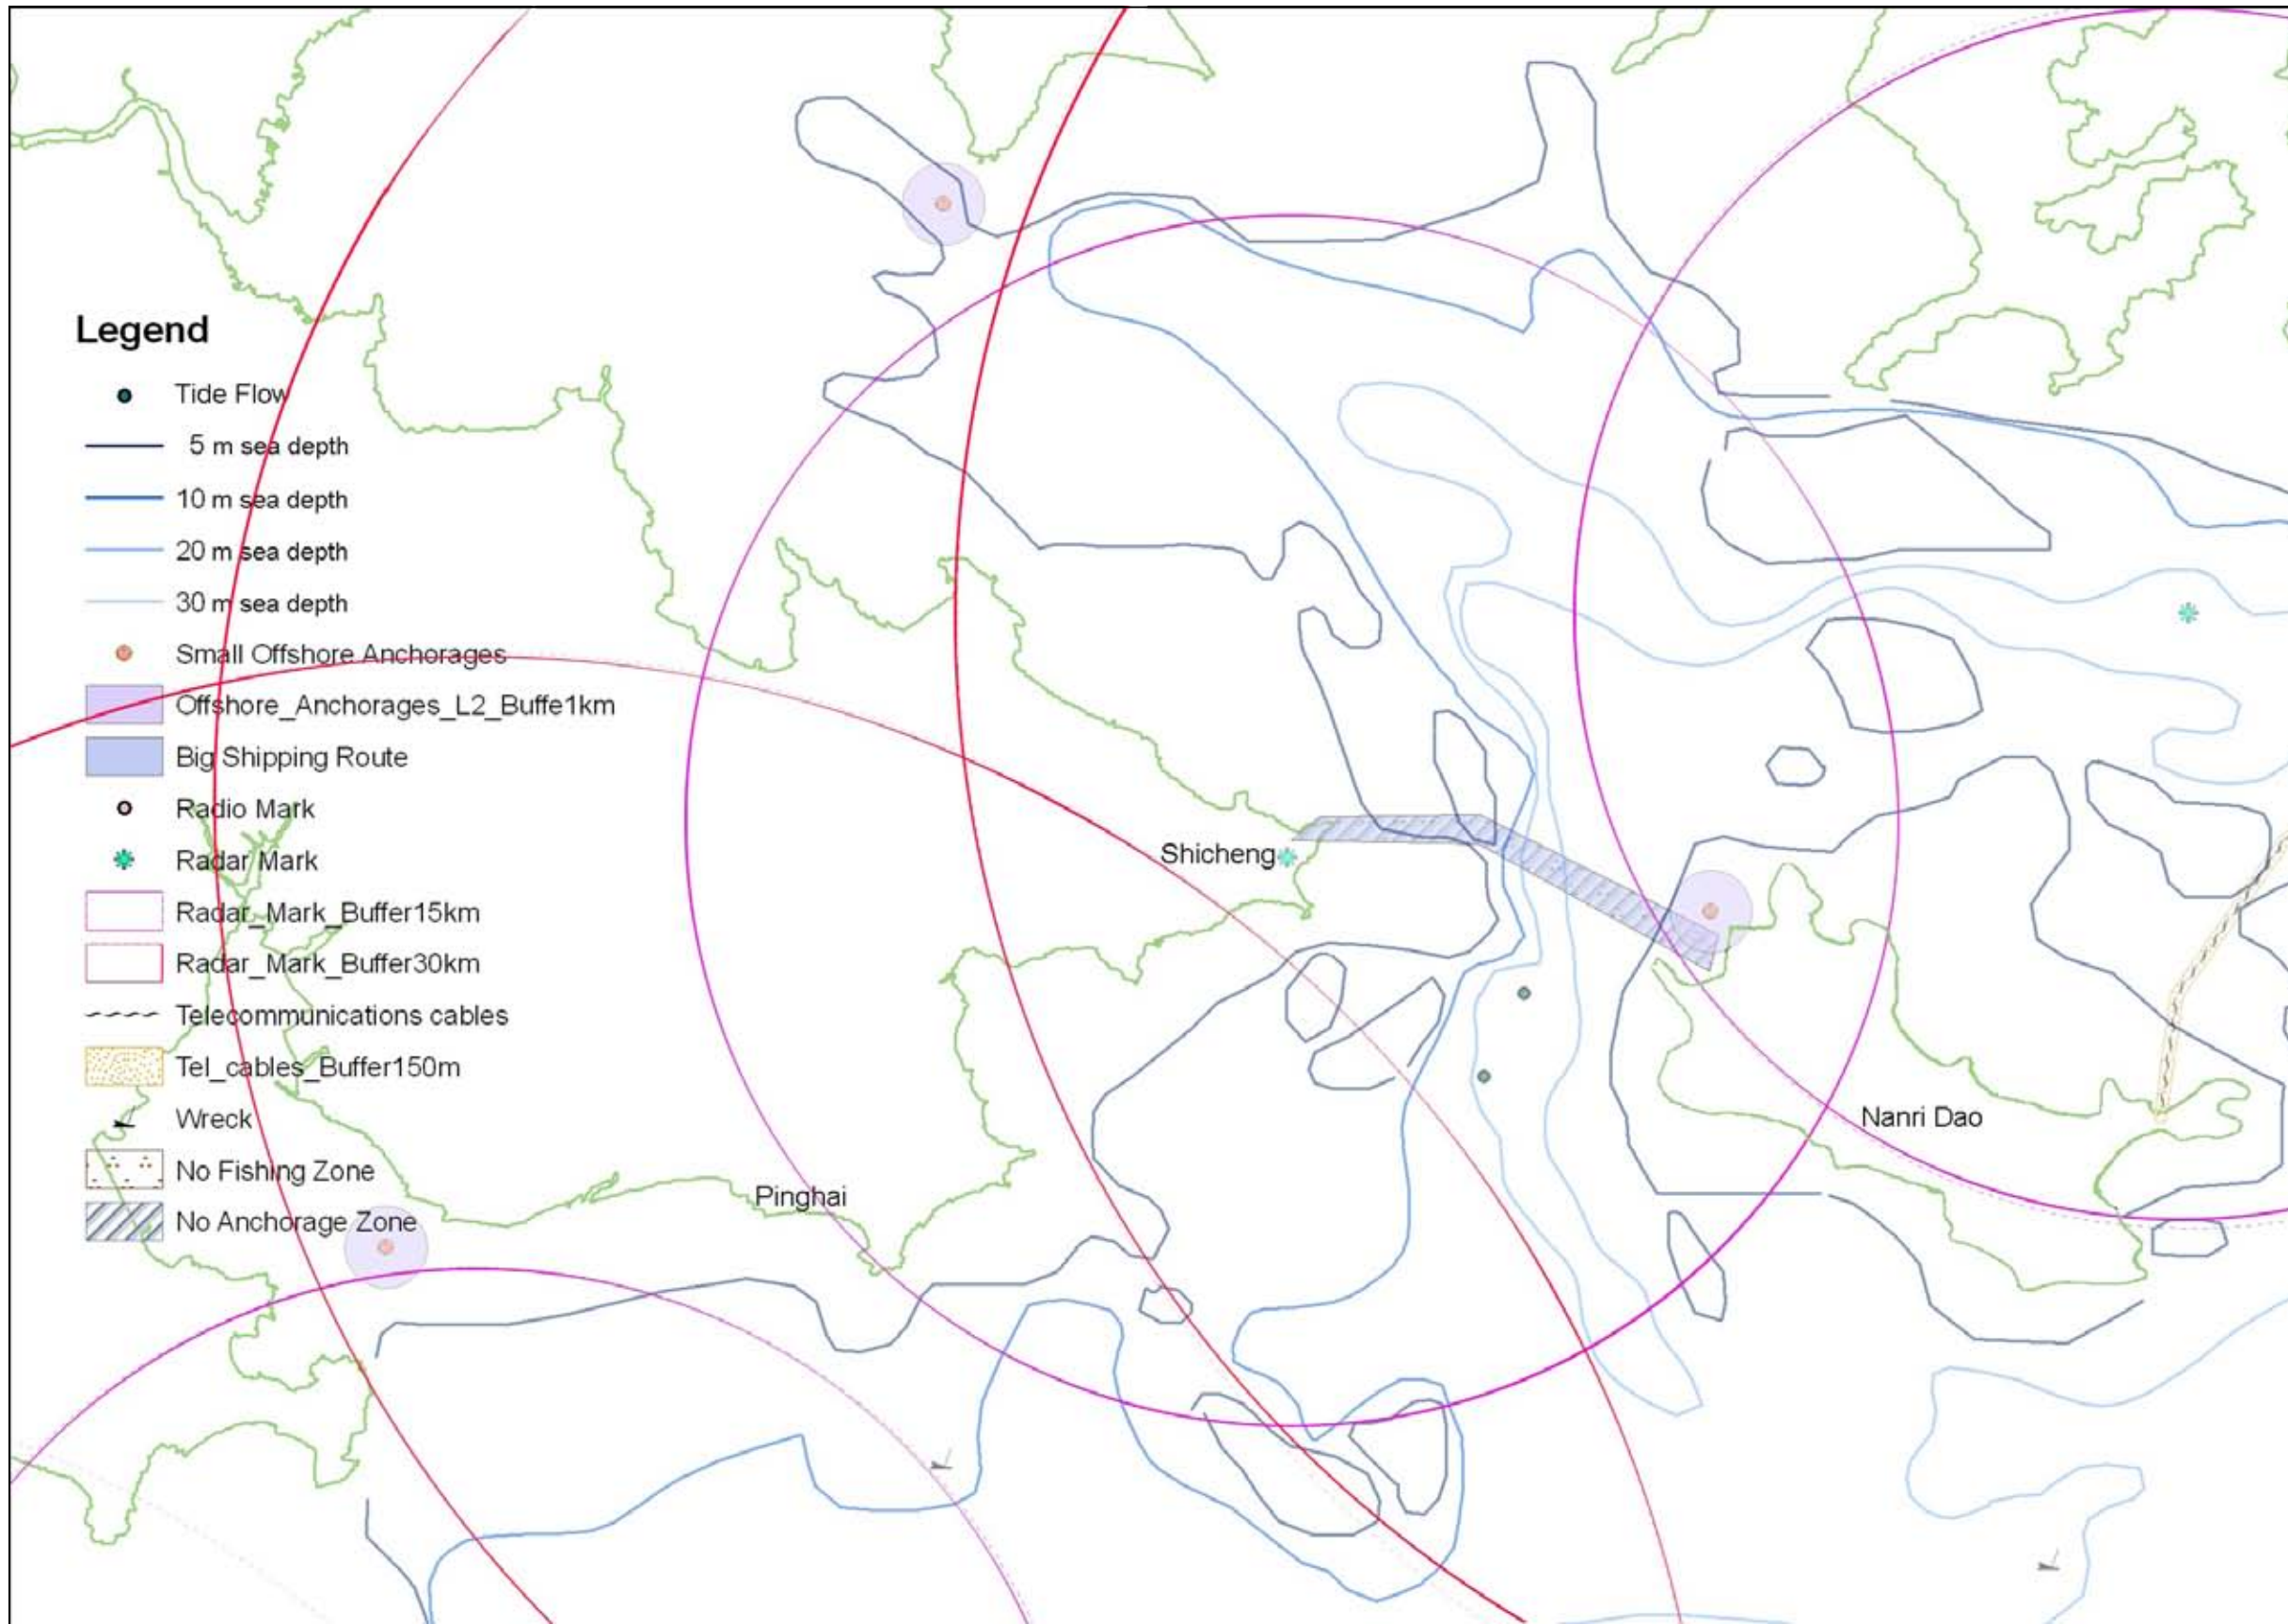 Legend
Tide Flow
5 m sea depth
10 m sea depth
20 m sea depth
30 m sea depth
Small Offshore Anchorages
Offshore_Anchorages_L2_Buffe1km
Big Shipping Route
Radio Mark
Radar Mark
Radar_Mark_Buffer15km
Radar_Mark_Buffer30km
Telecommunications cables
Tel_cables_Buffer150m
Wreck
No Fishing Zone
No Anchorage Zone
Shicheng
Nanri Dao
Pinghai